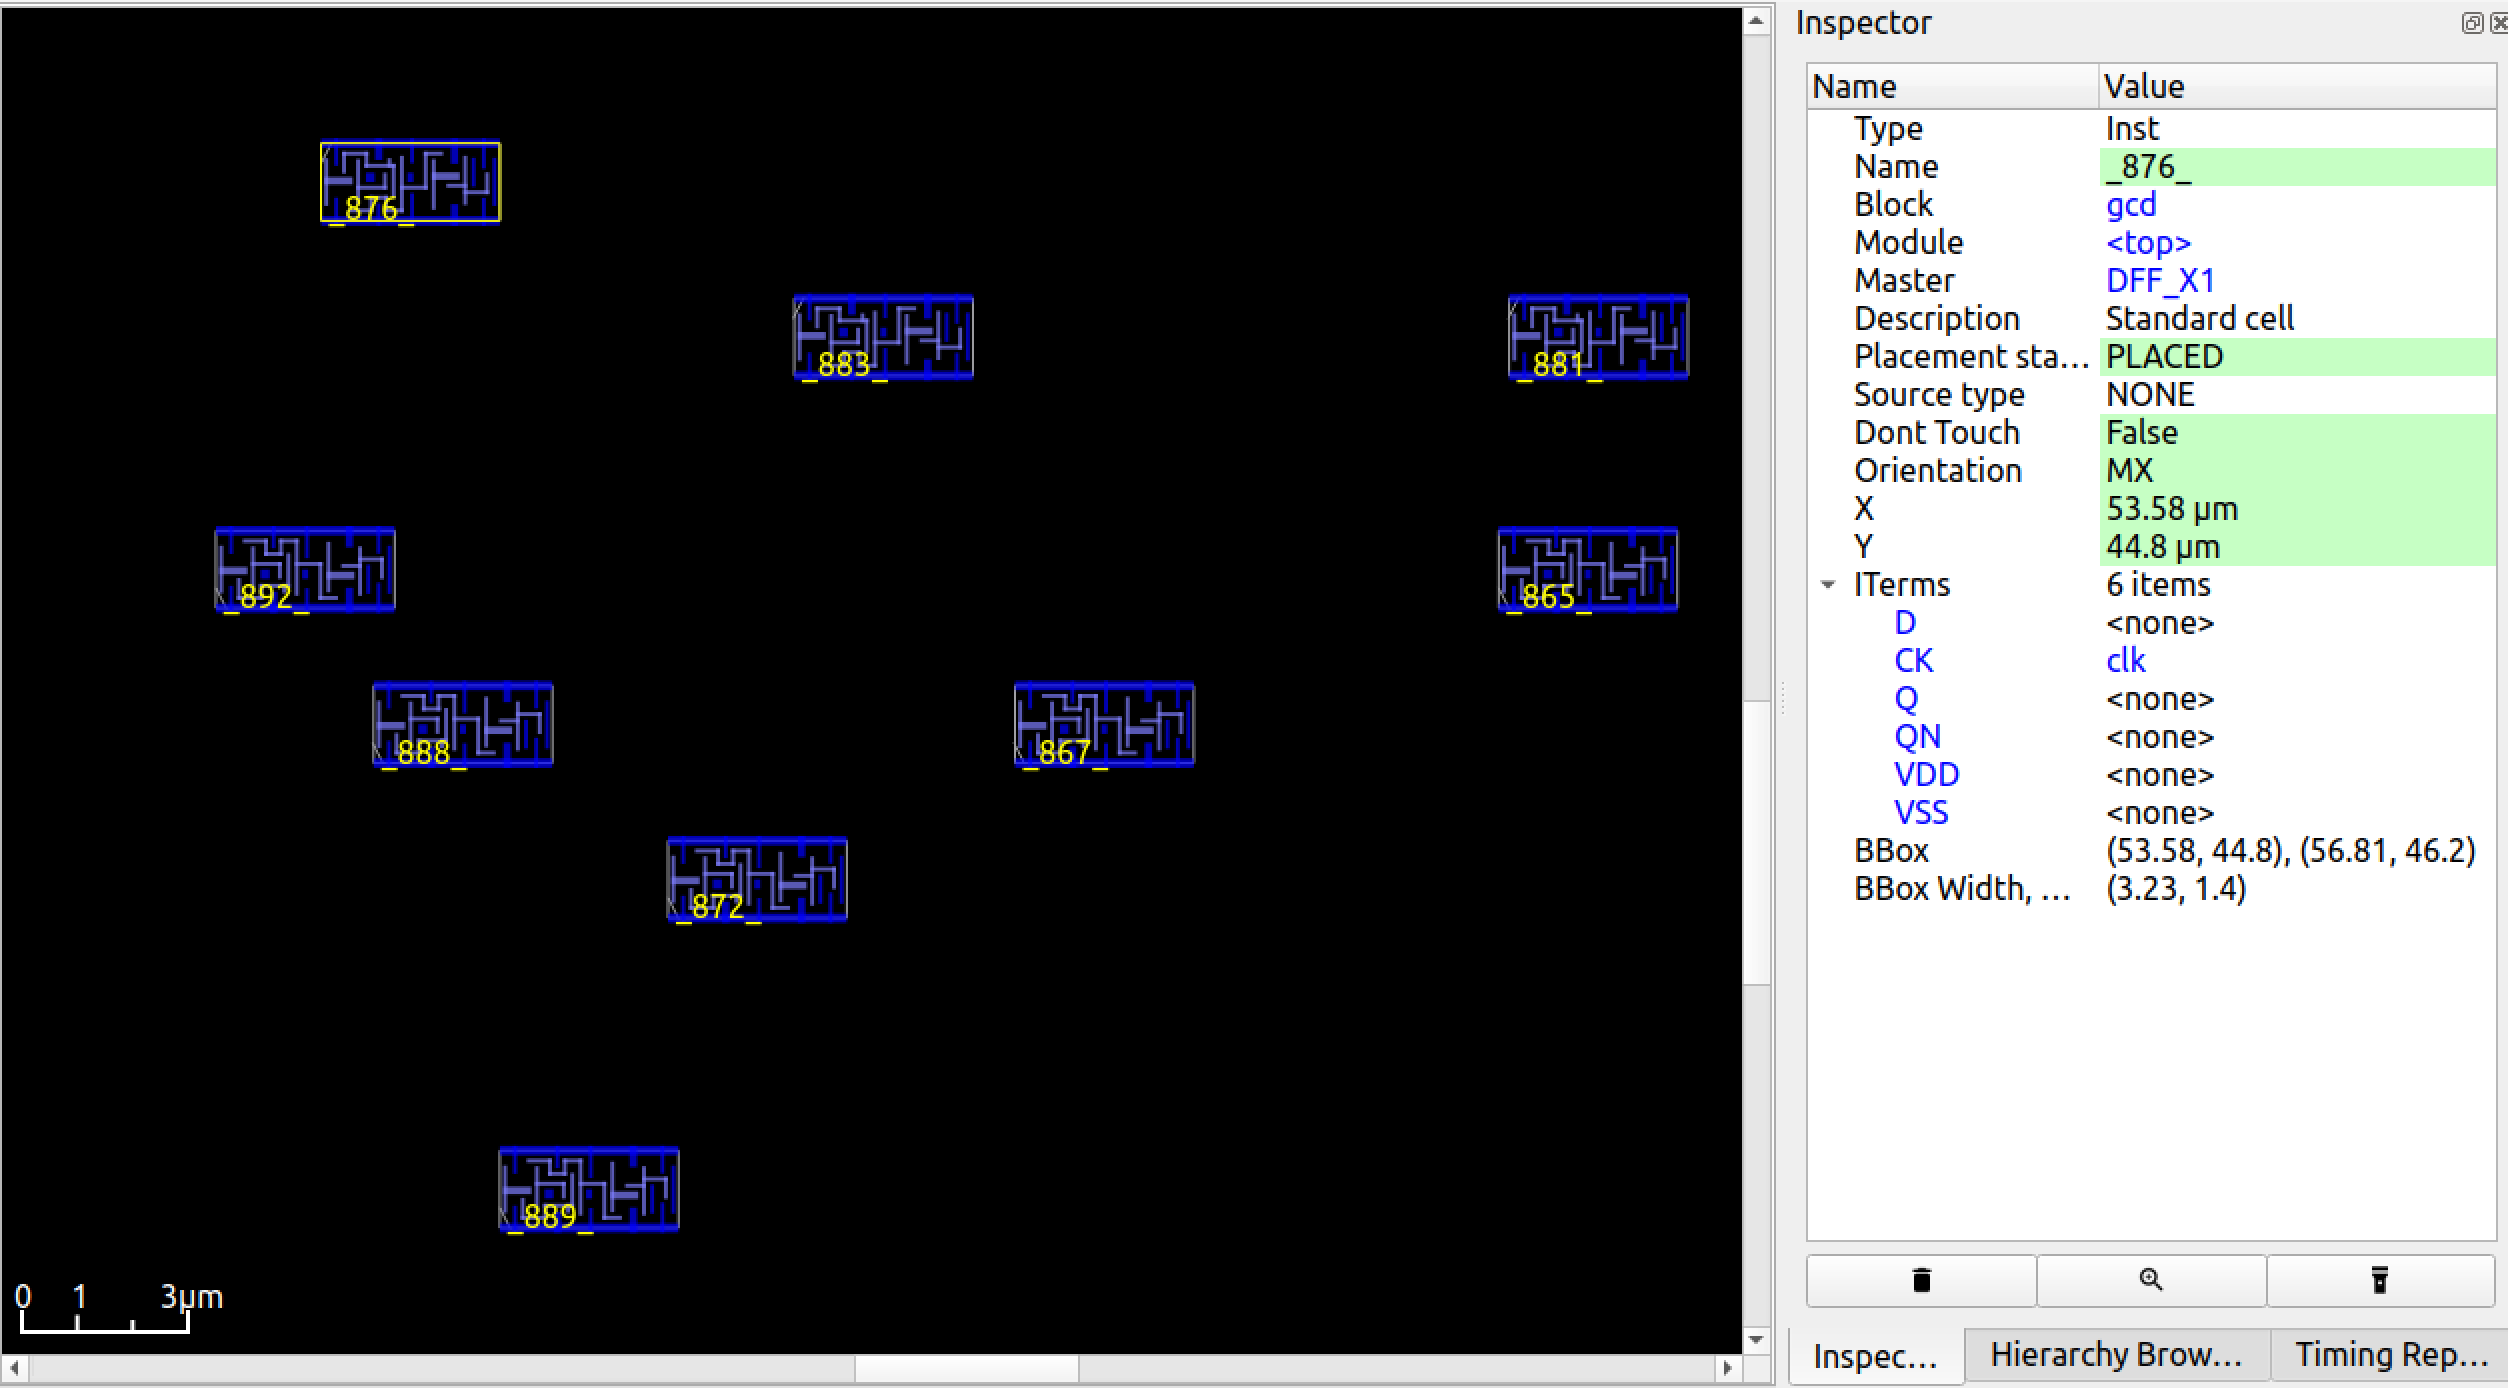 _876_
_883_
_881_
_892_
_865_
_888_
_867_
_872_
_889_
0 1 3µm
Inspector
Name Value
Type Inst
Name _876_
Block gcd
Module <top>
Master DFF_X1
Description Standard cell
Placement sta... PLACED
Source type NONE
Dont Touch False
Orientation MX
X 53.58 µm
Y 44.8 µm
ITerms 6 items
D <none>
CK clk
Q <none>
QN <none>
VDD <none>
VSS <none>
BBox (53.58, 44.8), (56.81, 46.2)
BBox Width, ... (3.23, 1.4)
Inspec... Hierarchy Brow... Timing Rep...